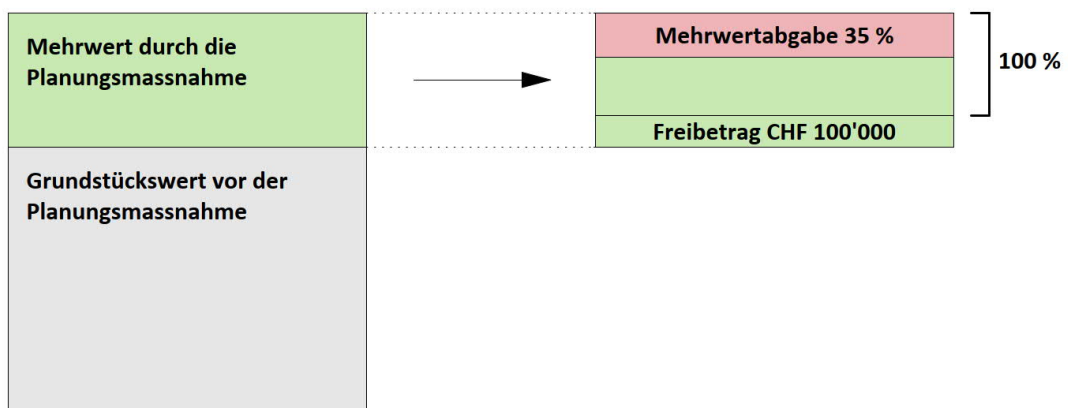 Mehrwert durch die
Planungsmassnahme
Mehrwertabgabe 35 %
100 %
Freibetrag CHF 100'000
Grundstückswert vor der
Planungsmassnahme